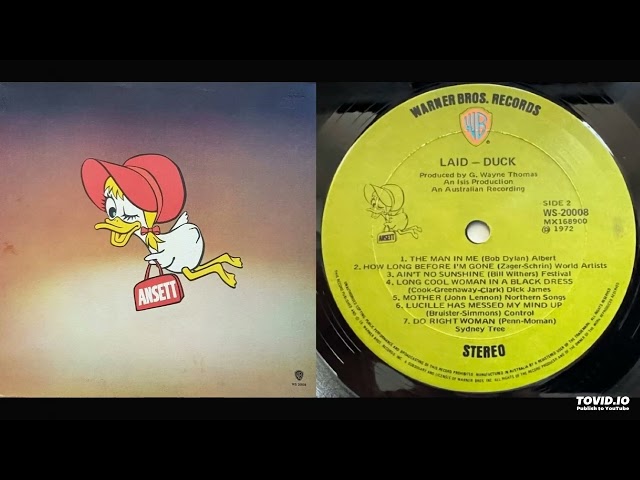 ANSETT
WARNER BROS. RECORDS
LAID — DUCK
Produced by G. Wayne Thomas
An Isis Production
An Australian Recording
SIDE 2
WS-20008
MX168900
℗ 1972
ANSETT
1. THE MAN IN ME (Bob Dylan) Albert
2. HOW LONG BEFORE I'M GONE (Zager-Schrin) World Artists
3. AIN'T NO SUNSHINE (Bill Withers) Festival
4. LONG COOL WOMAN IN A BLACK DRESS
(Cook-Greenaway-Clark) Dick James
5. MOTHER (John Lennon) Northern Songs
6. LUCILLE HAS MESSED MY MIND UP
(Bruister-Simmons) Control
7. DO RIGHT WOMAN (Penn-Moman)
Sydney Tree
STEREO
TOVID.IO
Publish to YouTube